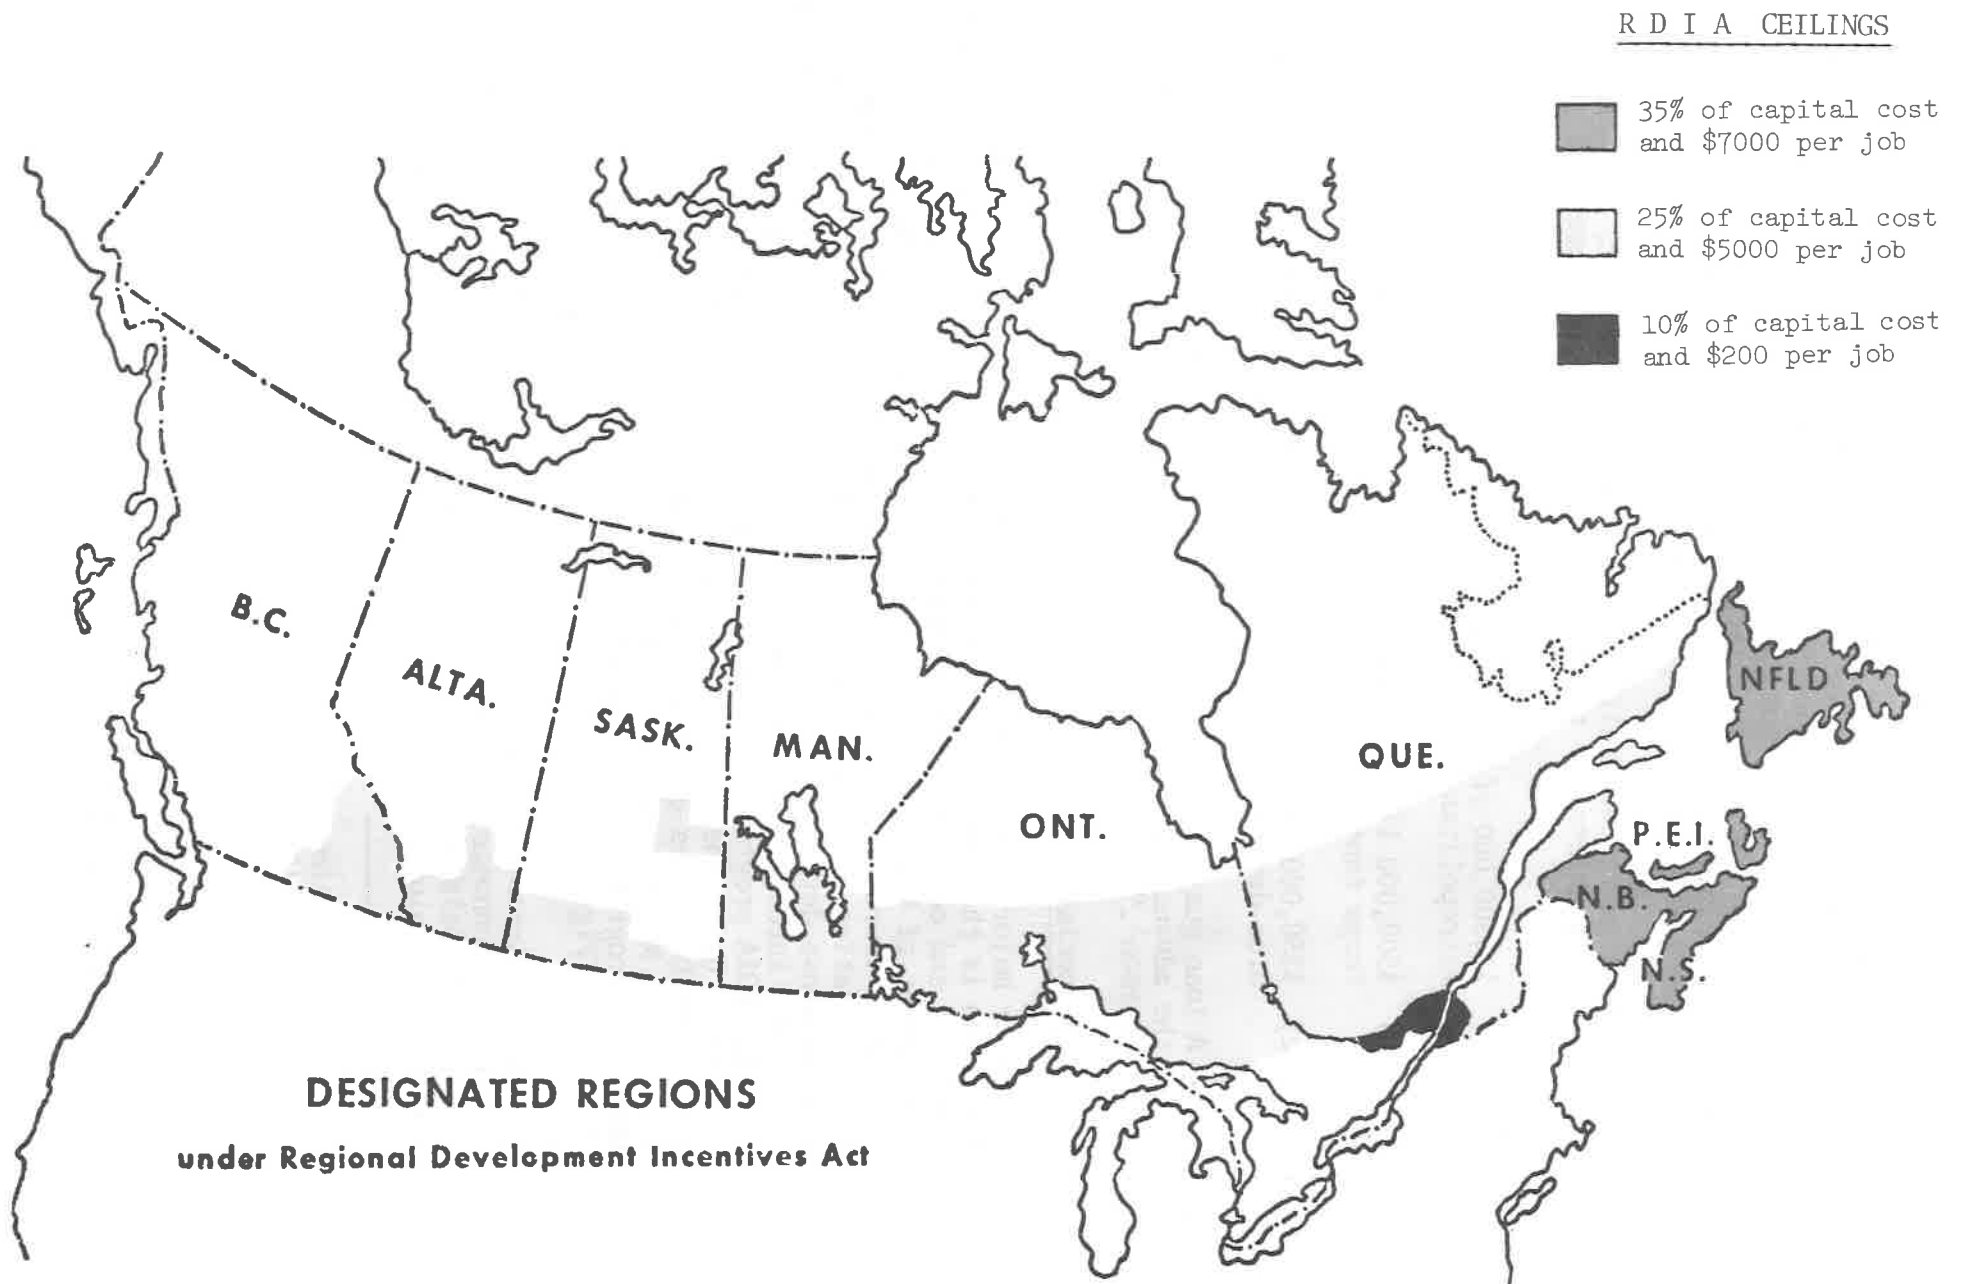 R D I A CEILINGS
35% of capital cost
and $7000 per job
25% of capital cost
and $5000 per job
10% of capital cost
and $200 per job
B.C.
ALTA.
SASK.
MAN.
ONT.
QUE.
NFLD
P.E.I.
N.B.
N.S.
DESIGNATED REGIONS
under Regional Development Incentives Act